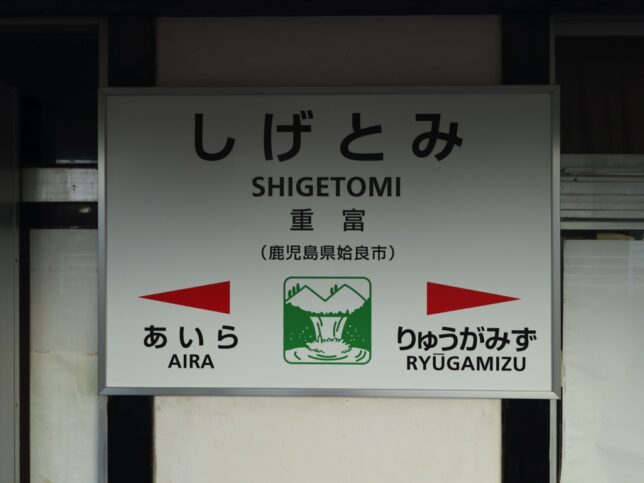 しげとみ
SHIGETOMI
重富
（鹿児島県姶良市）
あいら
AIRA
りゅうがみず
RYŪGAMIZU